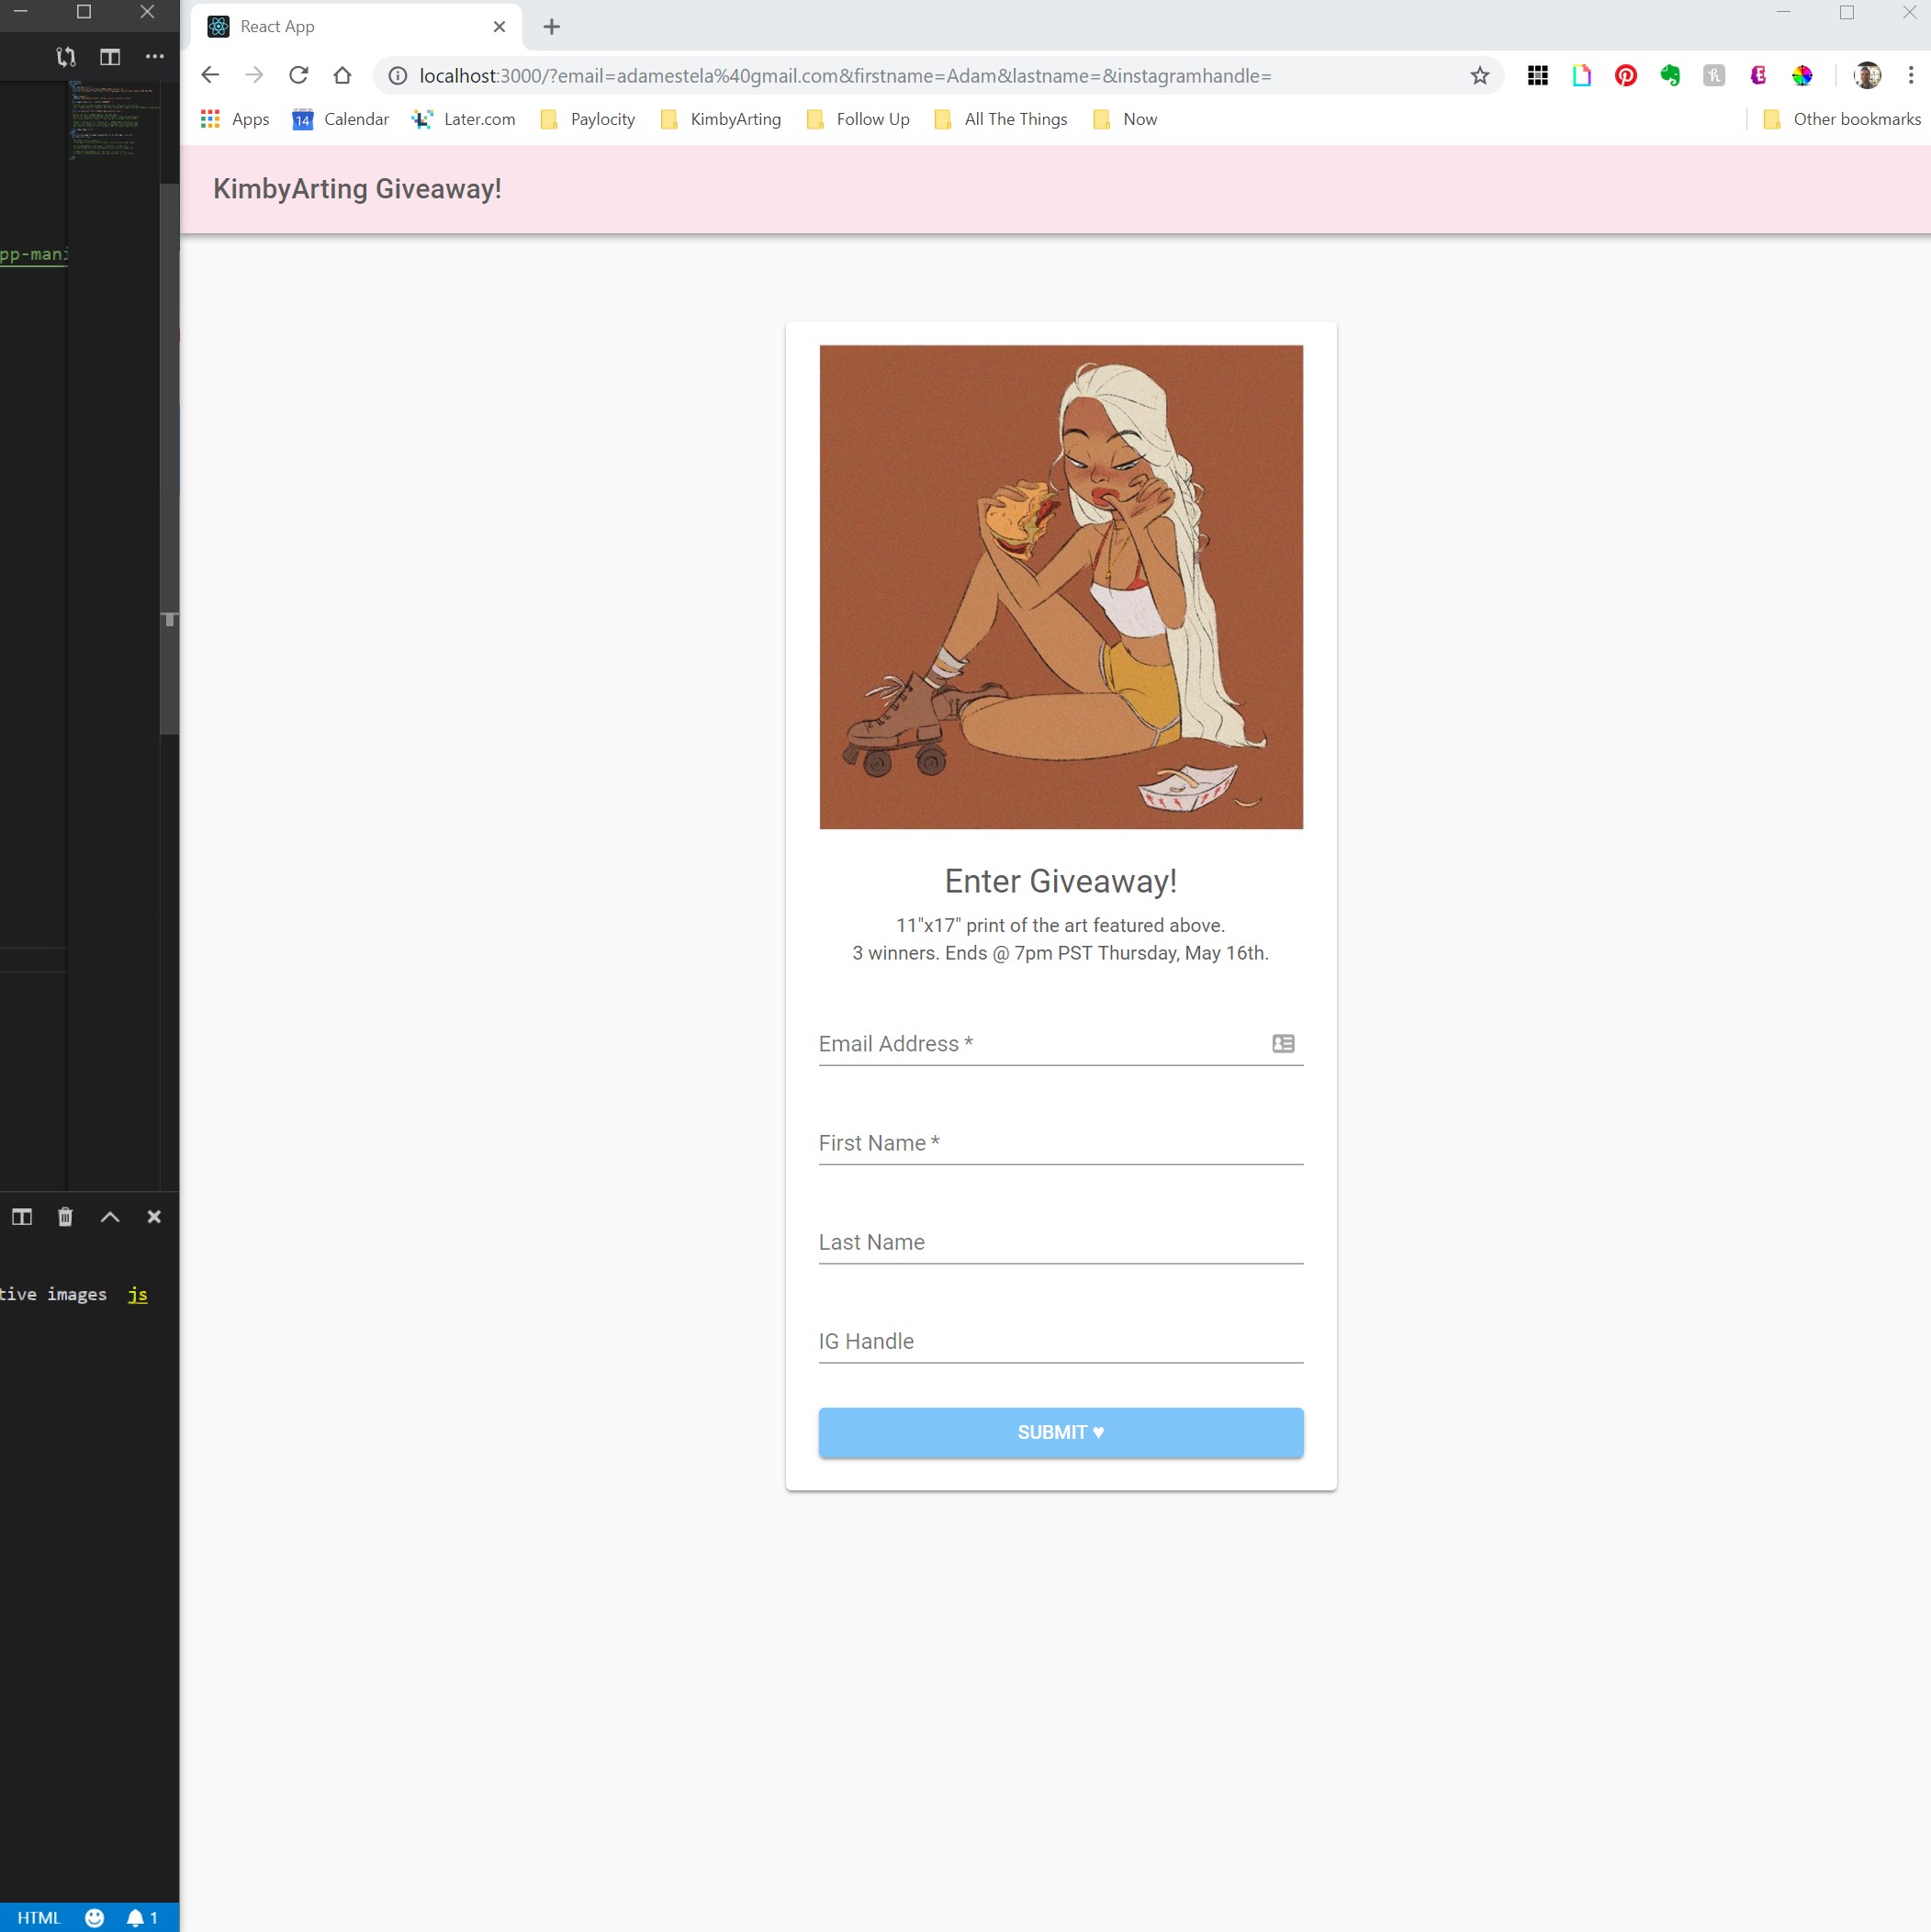 React App
localhost:3000/?email=adamestela%40gmail.com&firstname=Adam&lastname=&instagramhandle=
Apps
14
Calendar
Later.com
Paylocity
KimbyArting
Follow Up
All The Things
Now
Other bookmarks
KimbyArting Giveaway!
pp-mani
Enter Giveaway!
11"x17" print of the art featured above.
3 winners. Ends @ 7pm PST Thursday, May 16th.
Email Address *
First Name *
Last Name
IG Handle
SUBMIT ♥
tive images js
HTML
1